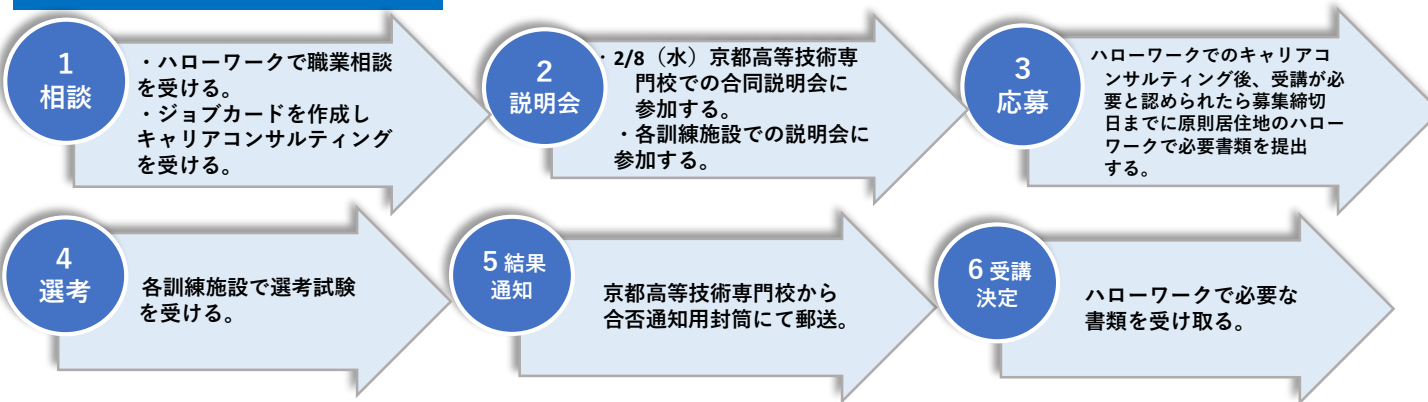 1
相談
・ハローワークで職業相談
を受ける。
・ジョブカードを作成し
キャリアコンサルティング
を受ける。
2
説明会
・2/8（水）京都高等技術専
門校での合同説明会に
参加する。
・各訓練施設での説明会に
参加する。
3
応募
ハローワークでのキャリアコ
ンサルティング後、受講が必
要と認められたら募集締切
日までに原則居住地のハロー
ワークで必要書類を提出
する。
4
選考
各訓練施設で選考試験
を受ける。
5 結果
通知
京都高等技術専門校から
合否通知用封筒にて郵送。
6 受講
決定
ハローワークで必要な
書類を受け取る。